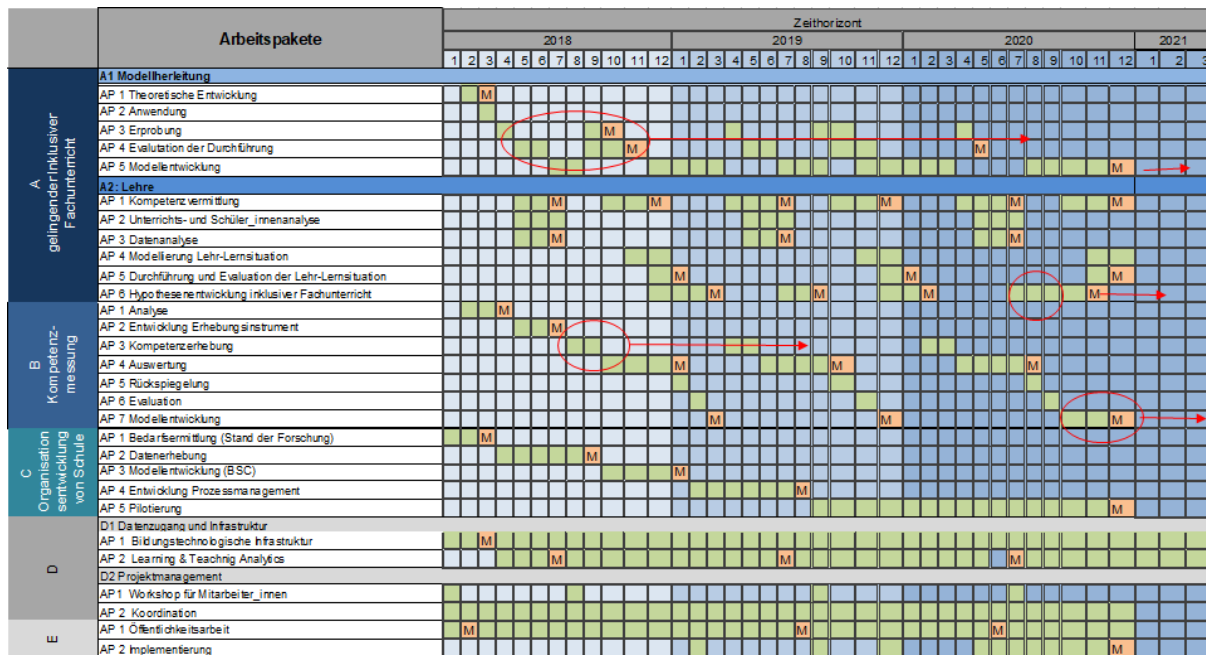 Arbeitspakete
Zeithorizont
2018 2019 2020 2021
1 2 3 4 5 6 7 8 9 10 11 12 1 2 3 4 5 6 7 8 9 10 11 12 1 2 3 4 5 6 7 8 9 10 11 12 1 2 3
A
gelingender Inklusiver
Fachunterricht
A1 Modellherleitung
AP 1 Theoretische Entwicklung M
AP 2 Anwendung
AP 3 Erprobung M
AP 4 Evalutation der Durchführung M M
AP 5 Modellentwicklung M
A2: Lehre
AP 1 Kompetenzvermittlung M M M M M M
AP 2 Unterrichts- und Schüler_innenanalyse
AP 3 Datenanalyse M M M
AP 4 Modellierung Lehr-Lernsituation
AP 5 Durchführung und Evaluation der Lehr-Lernsituation M M M
AP 6 Hypothesenentwicklung inklusiver Fachunterricht M M M M
B
Kompetenz-
messung
AP 1 Analyse M
AP 2 Entwicklung Erhebungsinstrument M
AP 3 Kompetenzerhebung
AP 4 Auswertung M M M
AP 5 Rückspiegelung
AP 6 Evaluation
AP 7 Modellentwicklung M M M
C
Organisation
sentwicklung
von Schule
AP 1 Bedarfsermittlung (Stand der Forschung) M
AP 2 Datenerhebung M
AP 3 Modellentwicklung (BSC) M
AP 4 Entwicklung Prozessmanagement M
AP 5 Pilotierung M
D
D1 Datenzugang und Infrastruktur
AP 1 Bildungstechnologische Infrastruktur M
AP 2 Learning & Teachnig Analytics M M M
D2 Projektmanagement
AP1 Workshop für Mitarbeiter_innen
AP 2 Koordination
E
AP 1 Öffentlichkeitsarbeit M M M
AP 2 Implementierung M